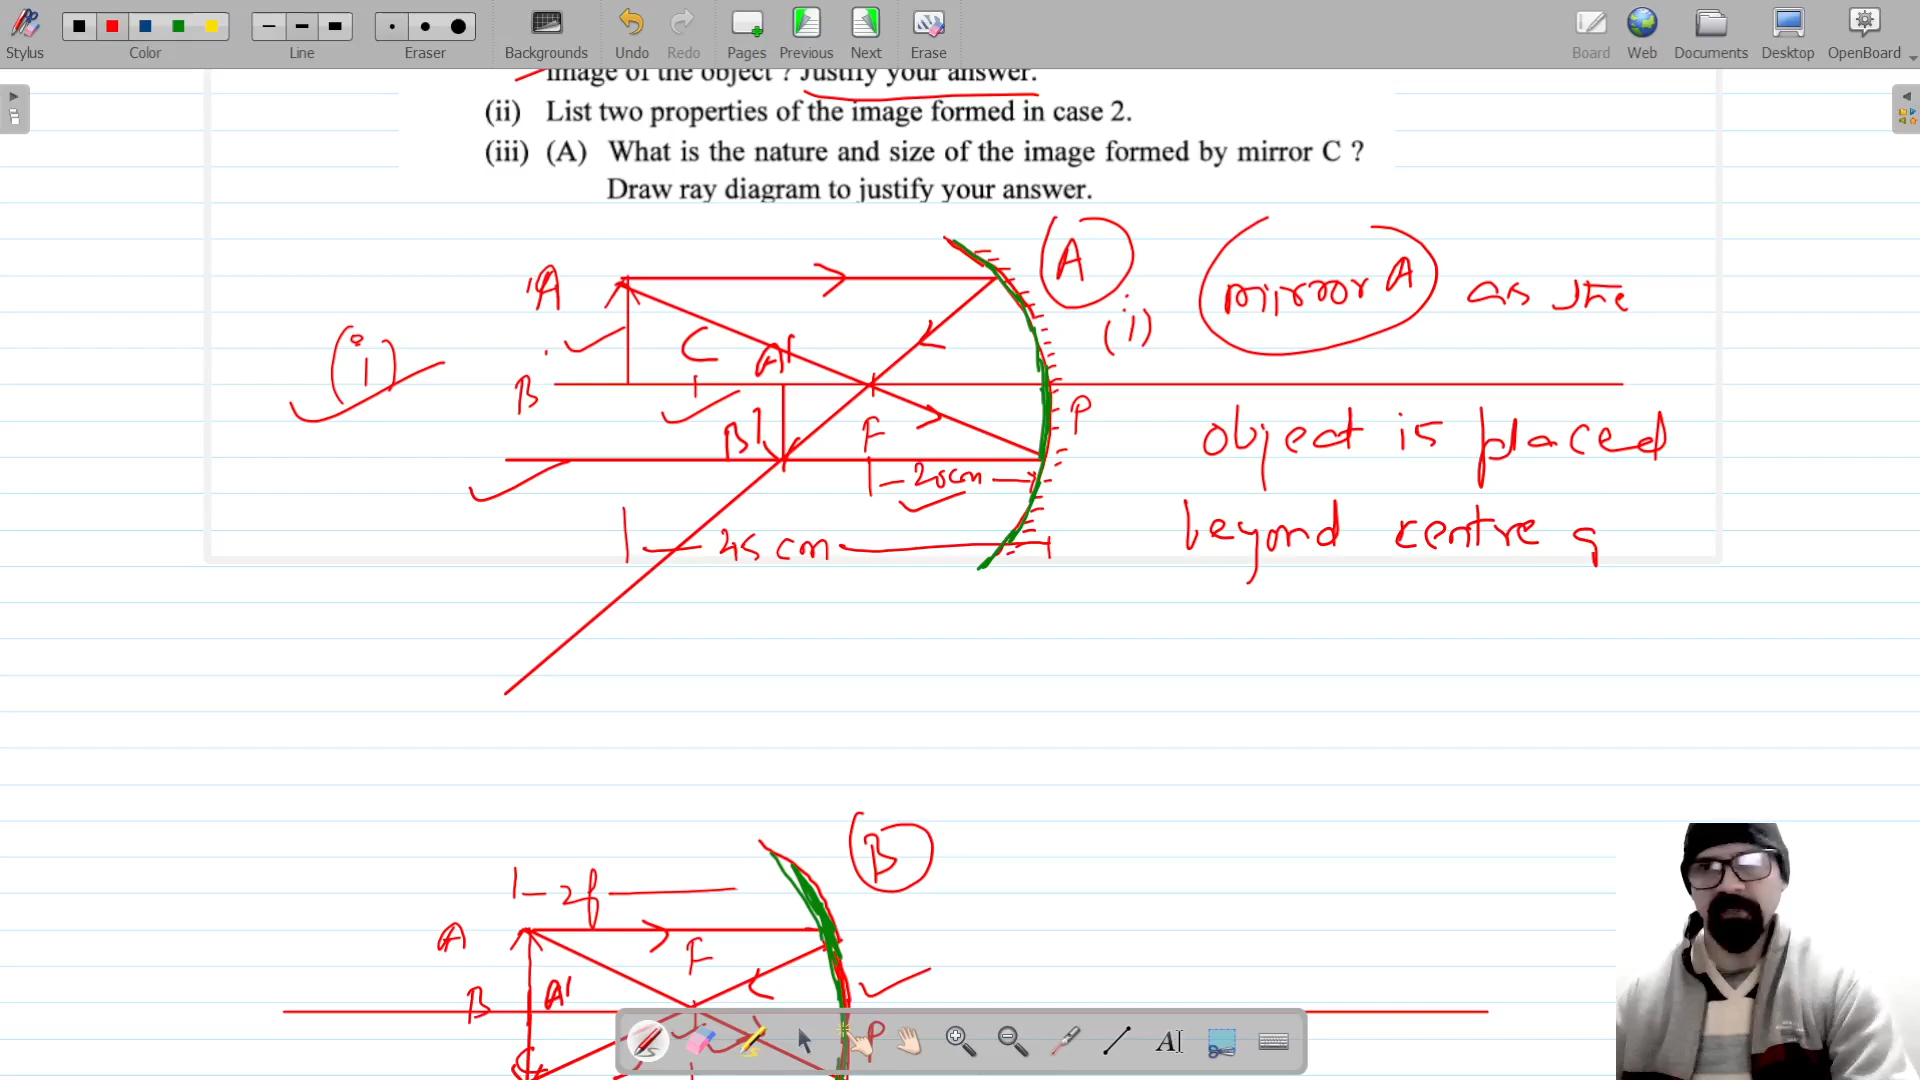 Stylus
Color
Line
Eraser
Backgrounds
Undo
Redo
Pages
Previous
Next
Erase
Board
Web
Documents
Desktop
OpenBoard
image of the object ? Justify your answer.
(ii) List two properties of the image formed in case 2.
(iii) (A) What is the nature and size of the image formed by mirror C ?
Draw ray diagram to justify your answer.
A
A
(i) mirror A as the
(i)
C
A'
B
P
object is placed
B'
F
20cm
45 cm
beyond centre
B
2f
A
F
B
A'
P